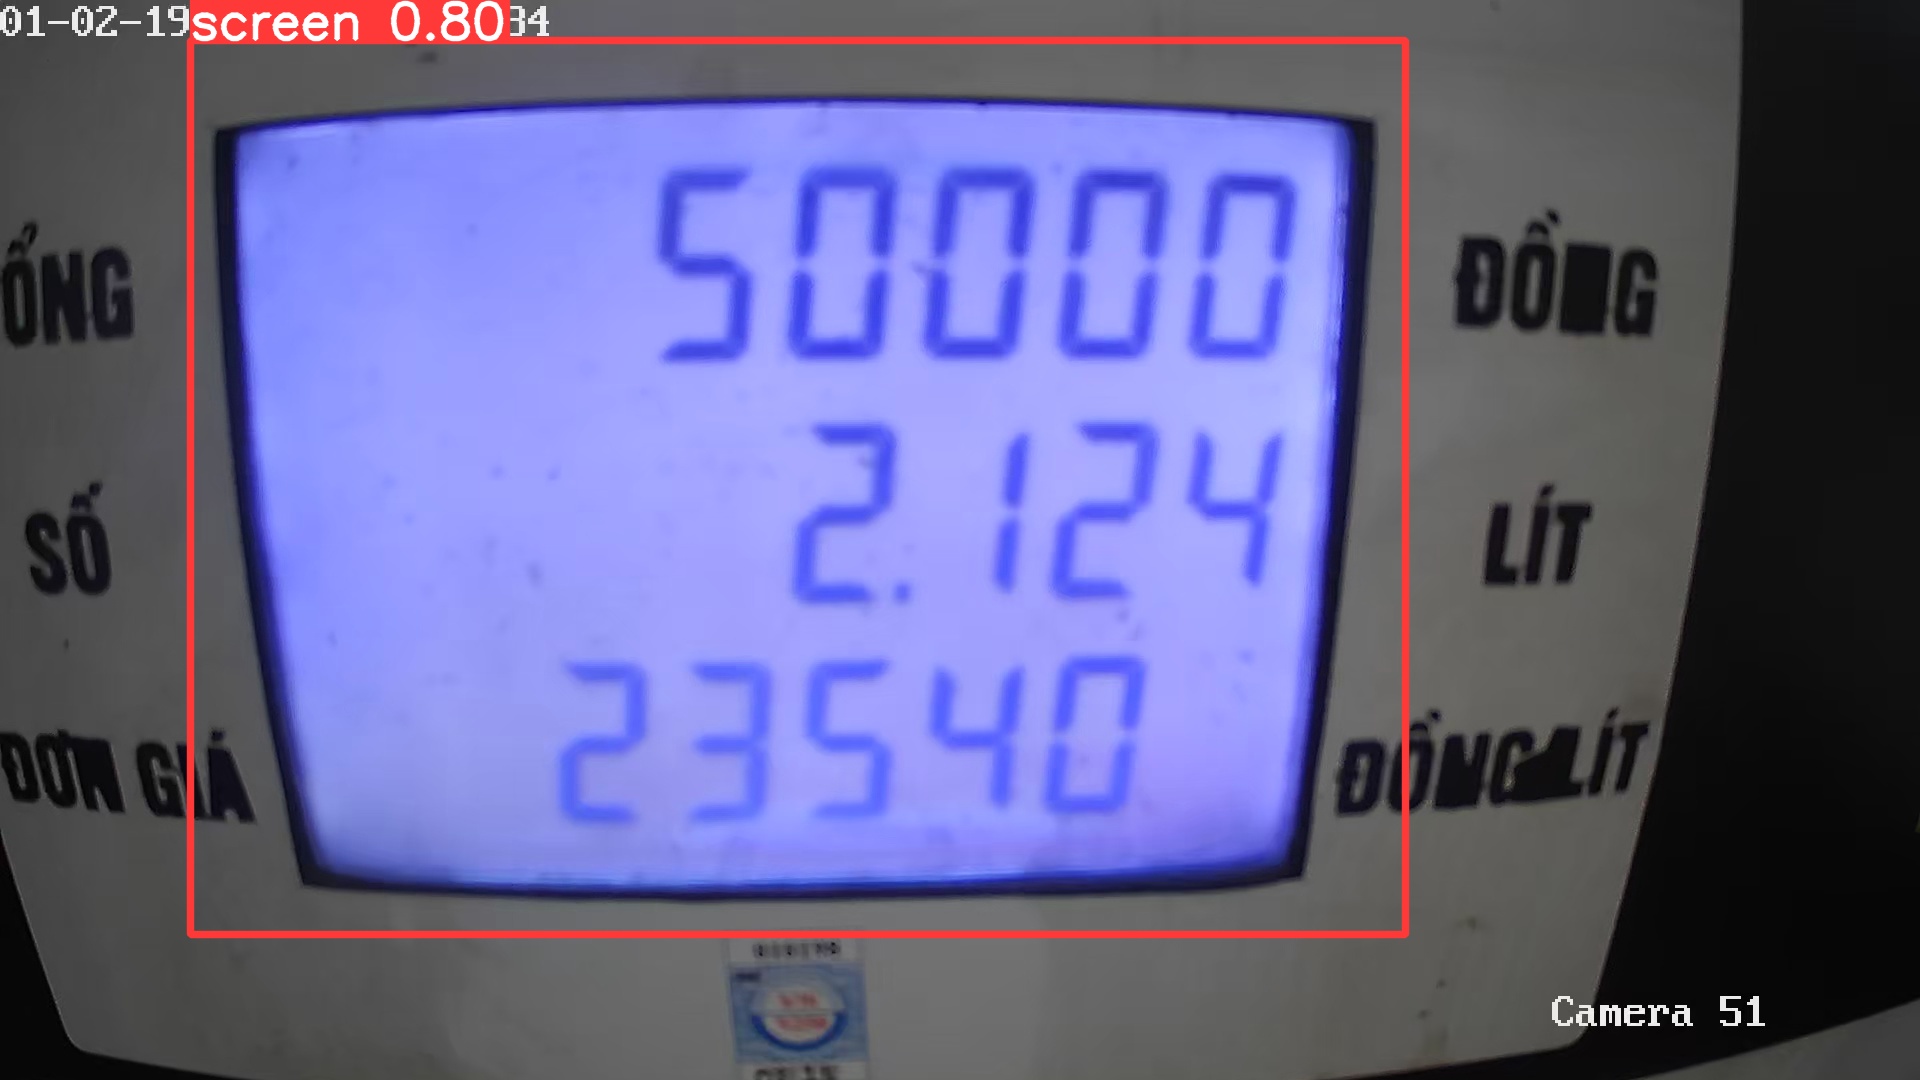 01-02-19
screen 0.80
34
50000
ỔNG
ĐỒNG
2.124
SỐ
LÍT
23540
ĐƠN GIÁ
ĐỒNG/LÍT
Camera 51